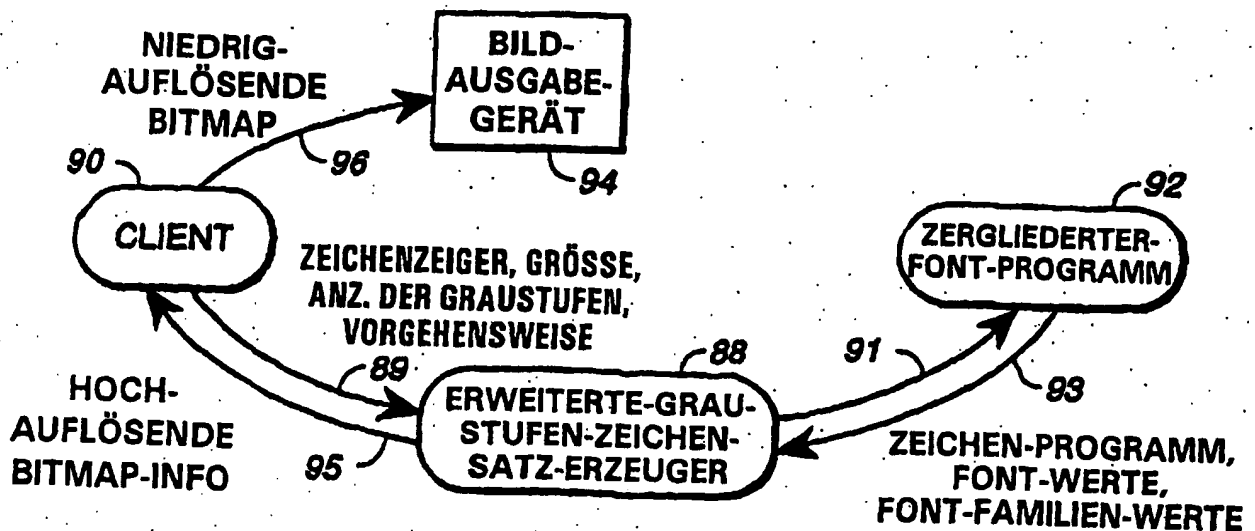 NIEDRIG-
AUFLÖSENDE
BITMAP
96
BILD-
AUSGABE-
GERÄT
94
90
CLIENT
92
ZERGLIEDERTER-
FONT-PROGRAMM
ZEICHENZEIGER, GRÖSSE,
ANZ. DER GRAUSTUFEN,
VORGEHENSWEISE
89
88
91
93
HOCH-
AUFLÖSENDE
BITMAP-INFO
95
ERWEITERTE-GRAU-
STUFEN-ZEICHEN-
SATZ-ERZEUGER
ZEICHEN-PROGRAMM,
FONT-WERTE,
FONT-FAMILIEN-WERTE